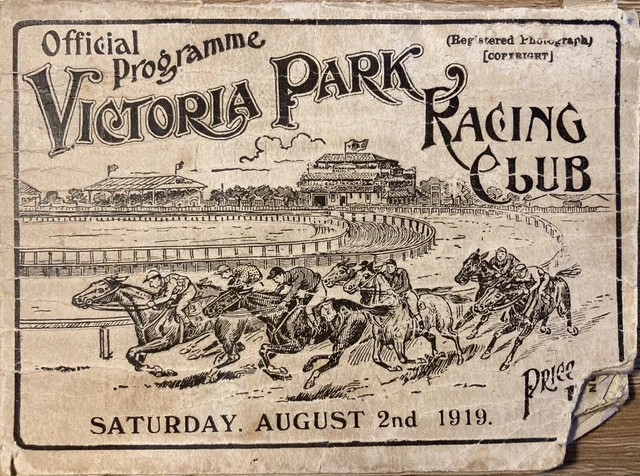 Official
Programme
VICTORIA PARK
RACING
CLUB
(Registered Photograph)
[COPYRIGHT]
PRICE
SATURDAY. AUGUST 2nd 1919.